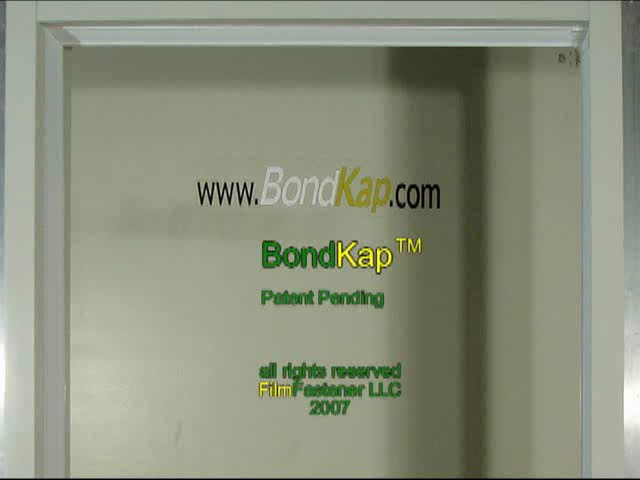 www.BondKap.com
BondKap™
Patent Pending
all rights reserved
FilmFastener LLC
2007